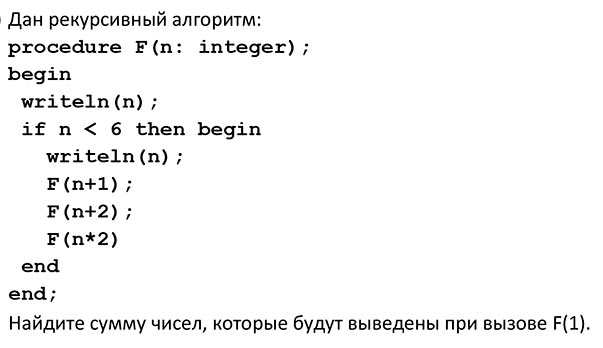 ) Дан рекурсивный алгоритм:
procedure F(n: integer);
begin
writeln(n);
if n < 6 then begin
writeln(n);
F(n+1);
F(n+2);
F(n*2)
end
end;
Найдите сумму чисел, которые будут выведены при вызове F(1).